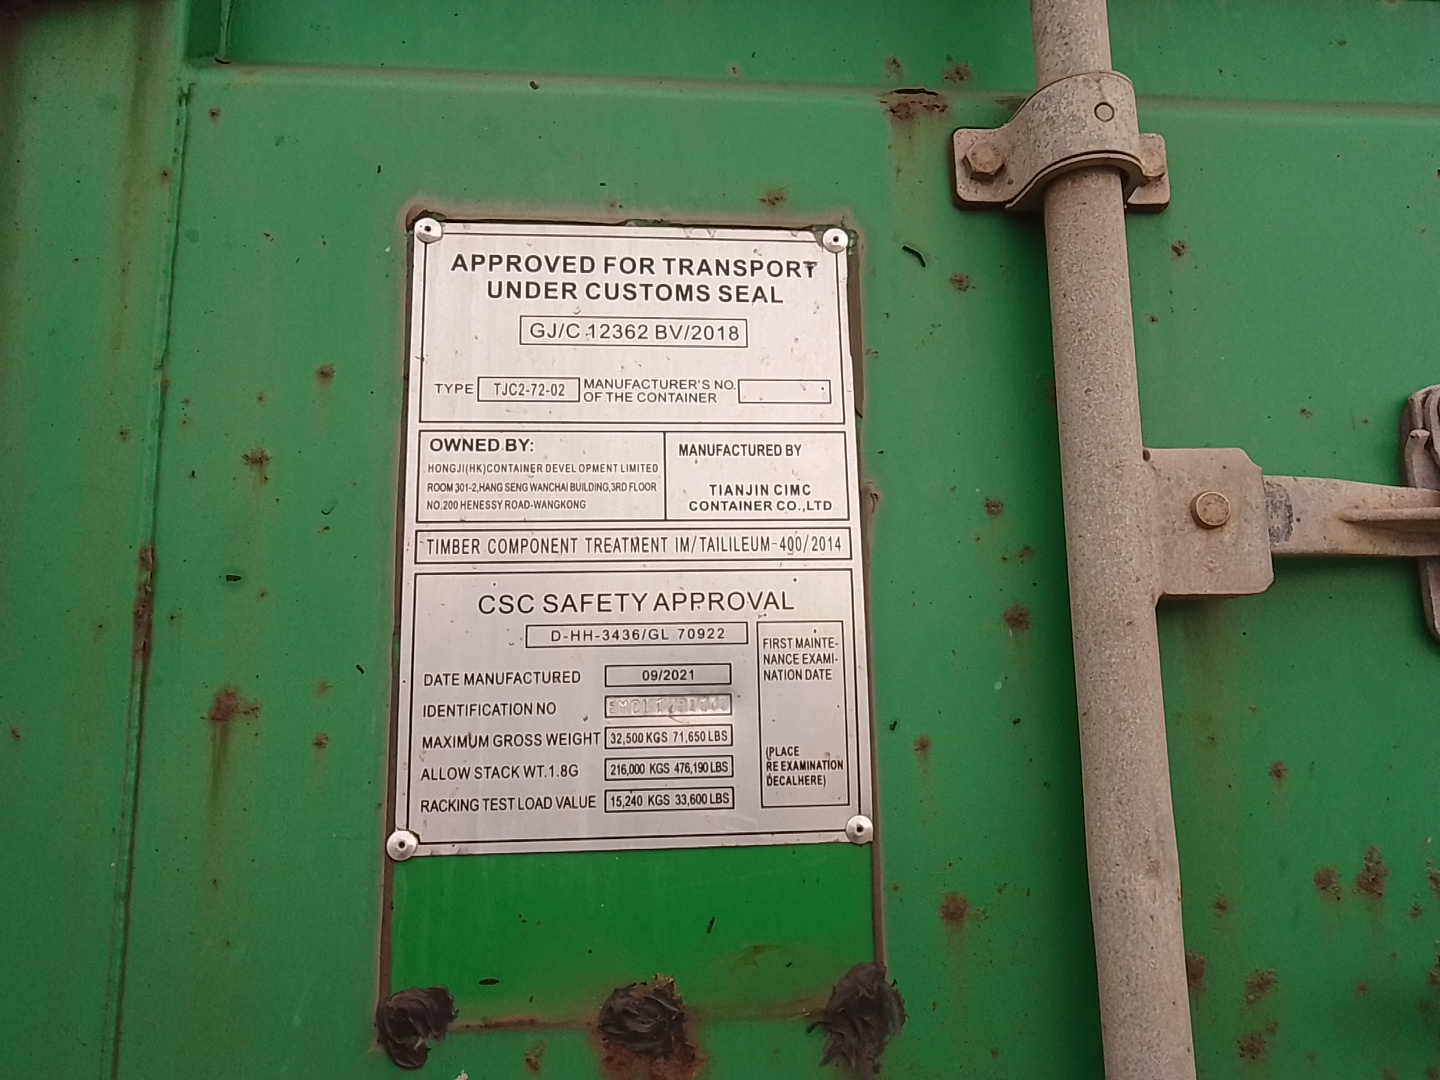 APPROVED FOR TRANSPORT
UNDER CUSTOMS SEAL
GJ/C 12362 BV/2018
TYPE TJC2-72-02 MANUFACTURER'S NO.
OF THE CONTAINER
OWNED BY:
HONGJI(HK)CONTAINER DEVELOPMENT LIMITED
ROOM 301-2,HANG SENG WANCHAI BUILDING,3RD FLOOR
NO.200 HENESSY ROAD-WANGKONG
MANUFACTURED BY
TIANJIN CIMC
CONTAINER CO.,LTD
TIMBER COMPONENT TREATMENT IM/TAILILEUM-400/2014
CSC SAFETY APPROVAL
D-HH-3436/GL 70922
DATE MANUFACTURED 09/2021
IDENTIFICATION NO
MAXIMUM GROSS WEIGHT 32,500 KGS 71,650 LBS
ALLOW STACK WT.1.8G 216,000 KGS 476,190 LBS
RACKING TEST LOAD VALUE 15,240 KGS 33,600 LBS
FIRST MAINTE-
NANCE EXAMI-
NATION DATE
(PLACE
RE EXAMINATION
DECALHERE)